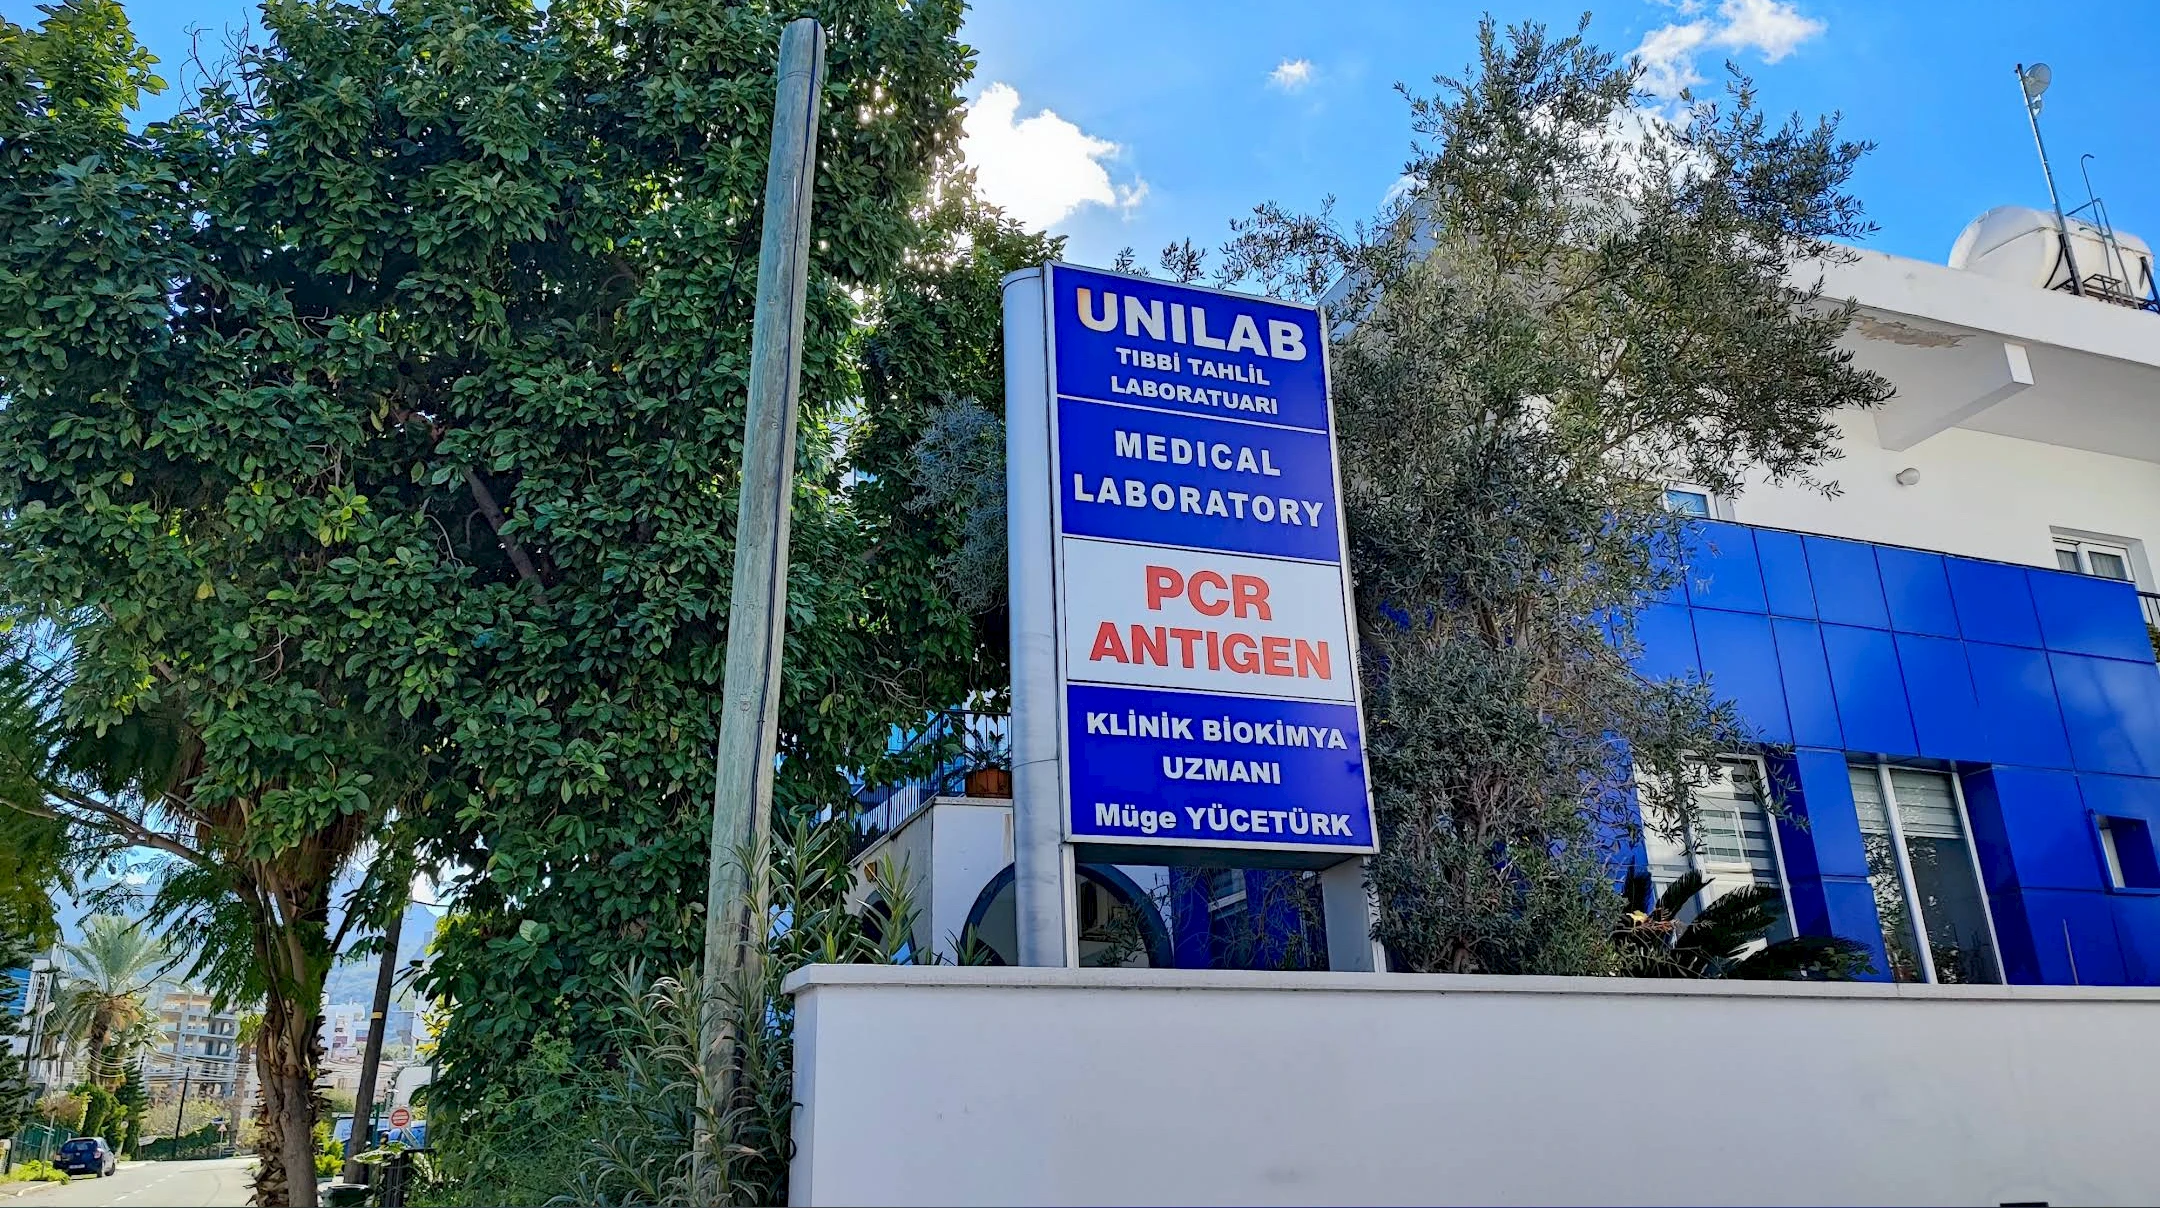 UNILAB
TIBBİ TAHLİL
LABORATUARI
MEDICAL
LABORATORY
PCR
ANTIGEN
KLİNİK BİOKİMYA
UZMANI
Müge YÜCETÜRK